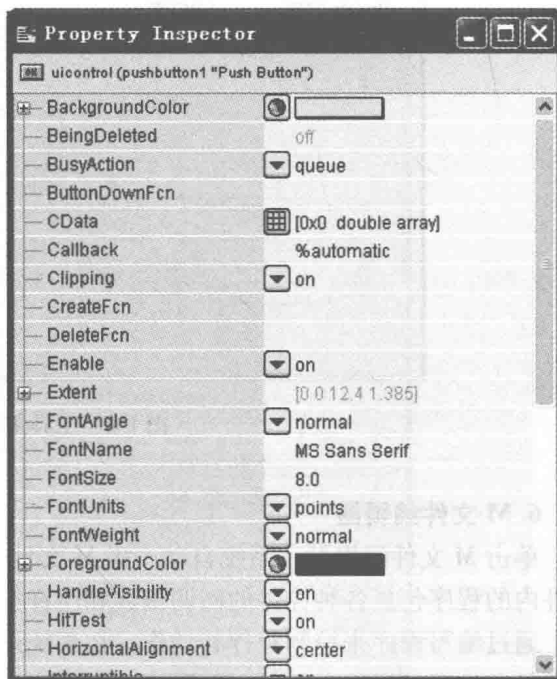 Property Inspector
uicontrol (pushbutton1 "Push Button")
BackgroundColor
BeingDeleted off
BusyAction queue
ButtonDownFcn
CData [0x0 double array]
Callback %automatic
Clipping on
CreateFcn
DeleteFcn
Enable on
Extent [0 0 12.4 1.385]
FontAngle normal
FontName MS Sans Serif
FontSize 8.0
FontUnits points
FontWeight normal
ForegroundColor
HandleVisibility on
HitTest on
HorizontalAlignment center
Interruptible on